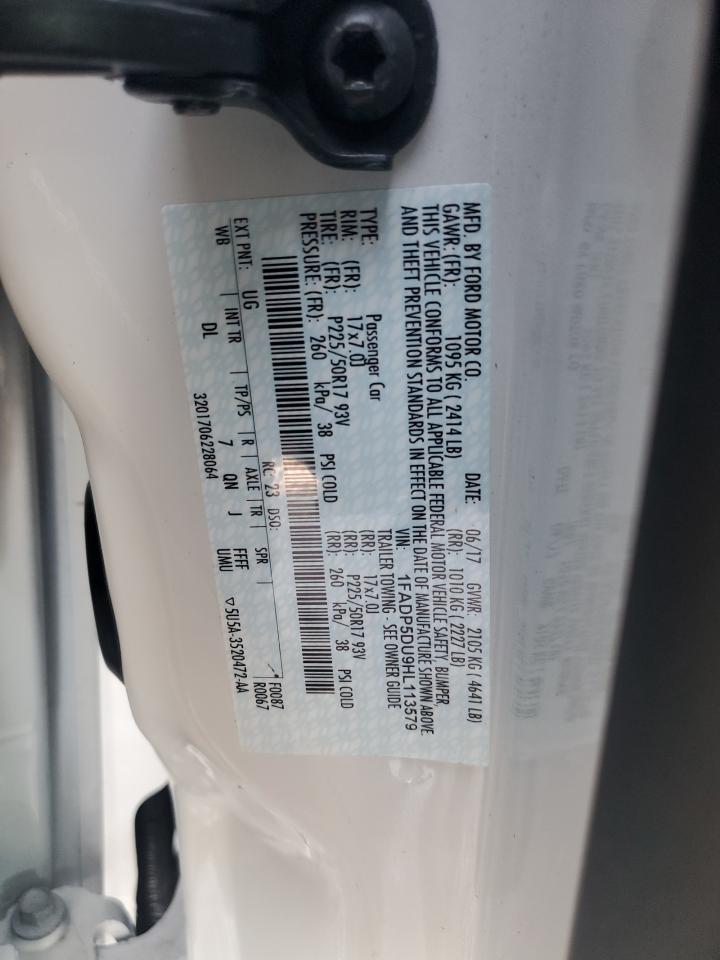 MFD. BY FORD MOTOR CO. DATE: 06/17 GVWR: 2105 KG ( 4641 LB)
GAWR: (FR): 1095 KG ( 2414 LB) (RR): 1010 KG ( 2227 LB)
THIS VEHICLE CONFORMS TO ALL APPLICABLE FEDERAL MOTOR VEHICLE SAFETY, BUMPER,
AND THEFT PREVENTION STANDARDS IN EFFECT ON THE DATE OF MANUFACTURE SHOWN ABOVE.
VIN: 1FADP5DU9HL113579
TYPE: Passenger Car TRAILER TOWING - SEE OWNER GUIDE
RIM: (FR): 17x7.0J (RR): 17x7.0J
TIRE: (FR): P225/50R17 93V (RR): P225/50R17 93V
PRESSURE: (FR): 260 kPa/ 38 PSI COLD (RR): 260 kPa/ 38 PSI COLD
RC: 23 DSO: F0087
EXT PNT: UG R0067
WB INT TR TP/PS R AXLE TR SPR
DL 7 QN J FFFF
UMU ▽5U5A-3520472-AA
3201706228064